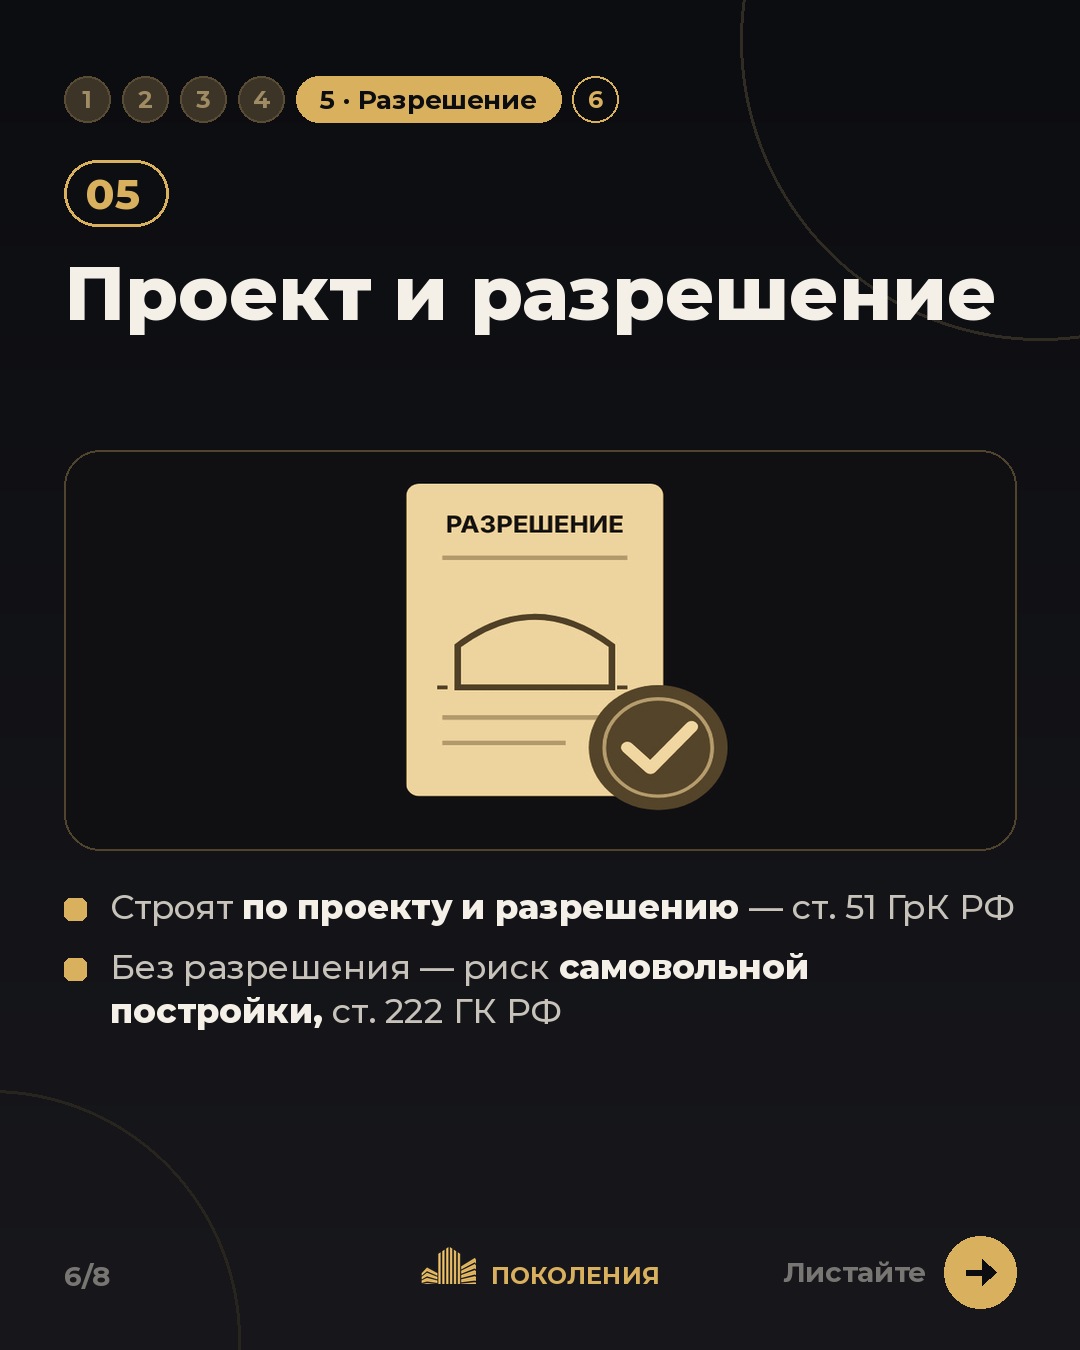 1 2 3 4 5 · Разрешение 6
05
Проект и разрешение
РАЗРЕШЕНИЕ
Строят по проекту и разрешению — ст. 51 ГрК РФ
Без разрешения — риск самовольной
постройки, ст. 222 ГК РФ
6/8 ПОКОЛЕНИЯ Листайте